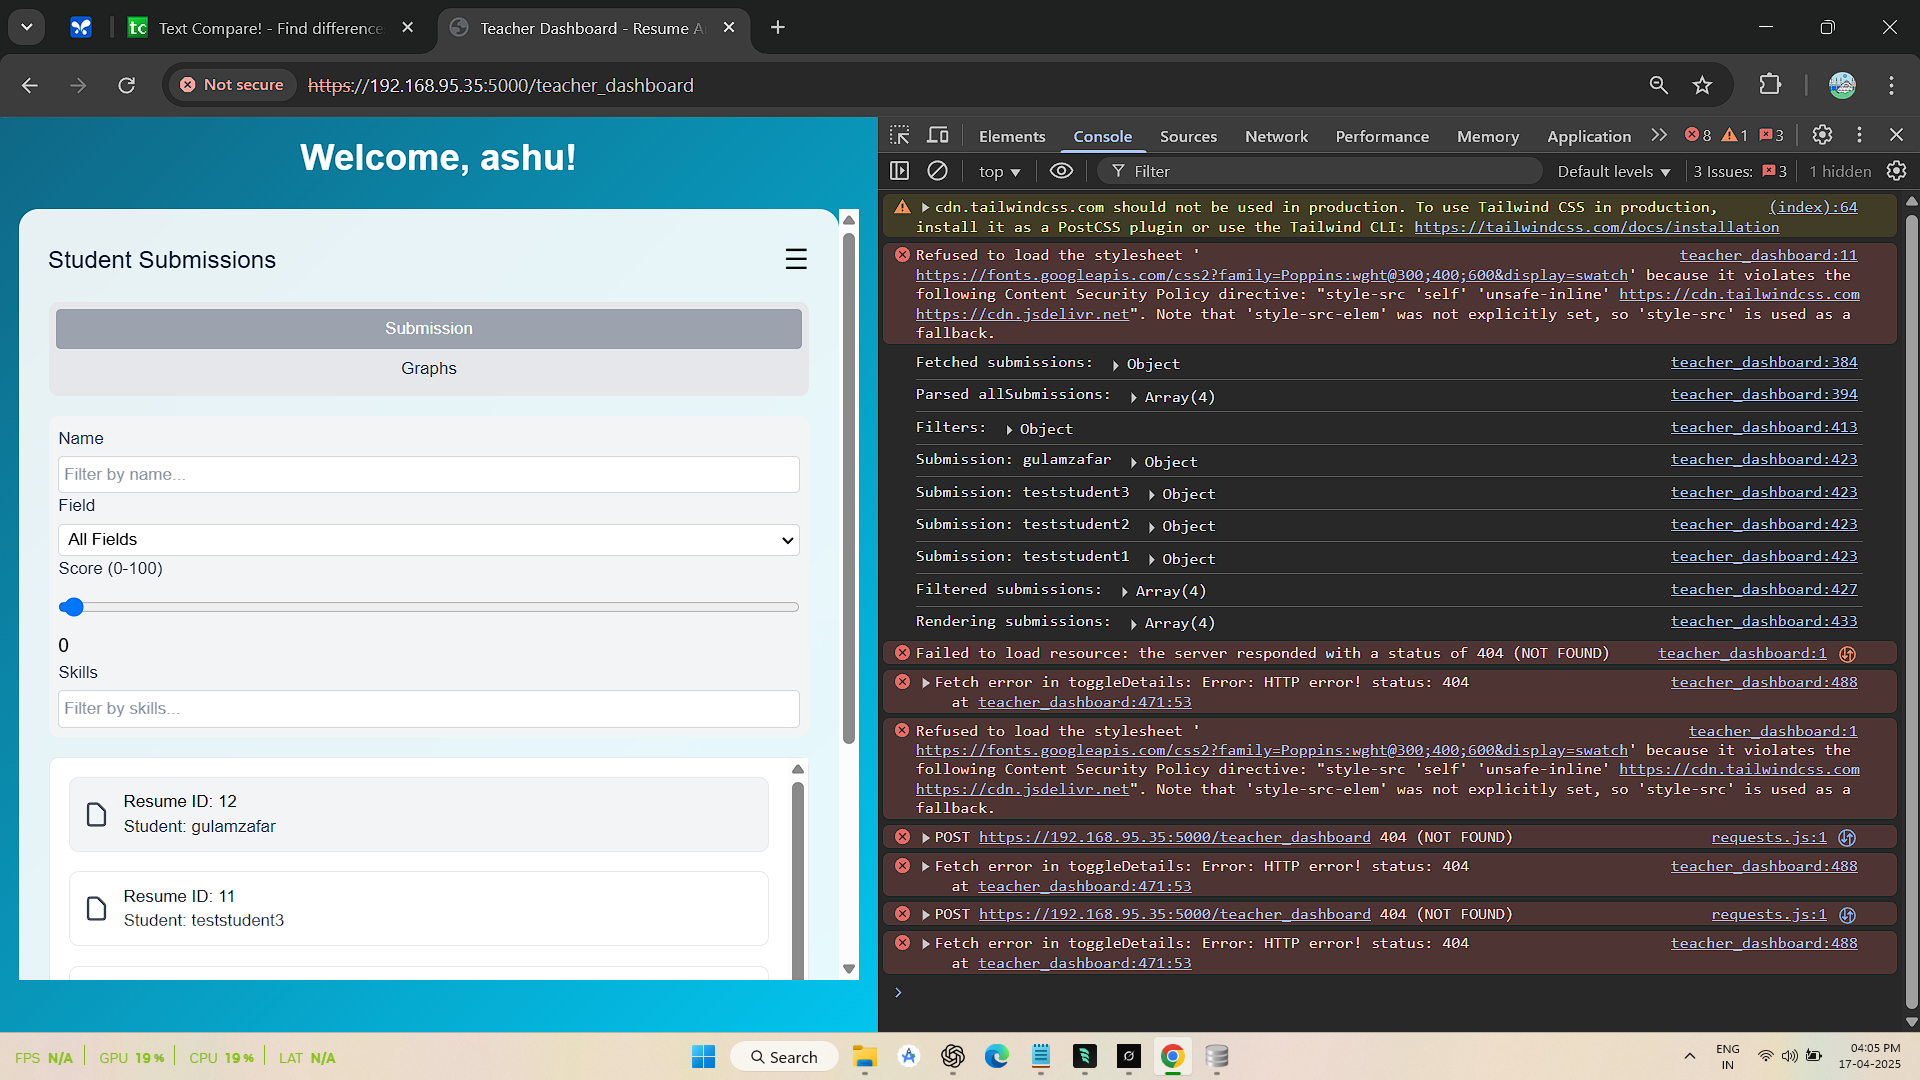 Text Compare! - Find difference
Teacher Dashboard - Resume A
Not secure
https://192.168.95.35:5000/teacher_dashboard
Welcome, ashu!
Student Submissions
Submission
Graphs
Name
Filter by name...
Field
All Fields
Score (0-100)
0
Skills
Filter by skills...
Resume ID: 12
Student: gulamzafar
Resume ID: 11
Student: teststudent3
Elements Console Sources Network Performance Memory Application 8 1 3
top Filter Default levels 3 Issues: 3 1 hidden
cdn.tailwindcss.com should not be used in production. To use Tailwind CSS in production, (index):64
install it as a PostCSS plugin or use the Tailwind CLI: https://tailwindcss.com/docs/installation
Refused to load the stylesheet ' teacher_dashboard:11
https://fonts.googleapis.com/css2?family=Poppins:wght@300;400;600&display=swatch' because it violates the
following Content Security Policy directive: "style-src 'self' 'unsafe-inline' https://cdn.tailwindcss.com
https://cdn.jsdelivr.net". Note that 'style-src-elem' was not explicitly set, so 'style-src' is used as a
fallback.
Fetched submissions: Object teacher_dashboard:384
Parsed allSubmissions: Array(4) teacher_dashboard:394
Filters: Object teacher_dashboard:413
Submission: gulamzafar Object teacher_dashboard:423
Submission: teststudent3 Object teacher_dashboard:423
Submission: teststudent2 Object teacher_dashboard:423
Submission: teststudent1 Object teacher_dashboard:423
Filtered submissions: Array(4) teacher_dashboard:427
Rendering submissions: Array(4) teacher_dashboard:433
Failed to load resource: the server responded with a status of 404 (NOT FOUND) teacher_dashboard:1
Fetch error in toggleDetails: Error: HTTP error! status: 404 teacher_dashboard:488
at teacher_dashboard:471:53
Refused to load the stylesheet ' teacher_dashboard:1
https://fonts.googleapis.com/css2?family=Poppins:wght@300;400;600&display=swatch' because it violates the
following Content Security Policy directive: "style-src 'self' 'unsafe-inline' https://cdn.tailwindcss.com
https://cdn.jsdelivr.net". Note that 'style-src-elem' was not explicitly set, so 'style-src' is used as a
fallback.
POST https://192.168.95.35:5000/teacher_dashboard 404 (NOT FOUND) requests.js:1
Fetch error in toggleDetails: Error: HTTP error! status: 404 teacher_dashboard:488
at teacher_dashboard:471:53
POST https://192.168.95.35:5000/teacher_dashboard 404 (NOT FOUND) requests.js:1
Fetch error in toggleDetails: Error: HTTP error! status: 404 teacher_dashboard:488
at teacher_dashboard:471:53
FPS N/A GPU 19 % CPU 19 % LAT N/A
Search
ENG
IN
04:05 PM
17-04-2025